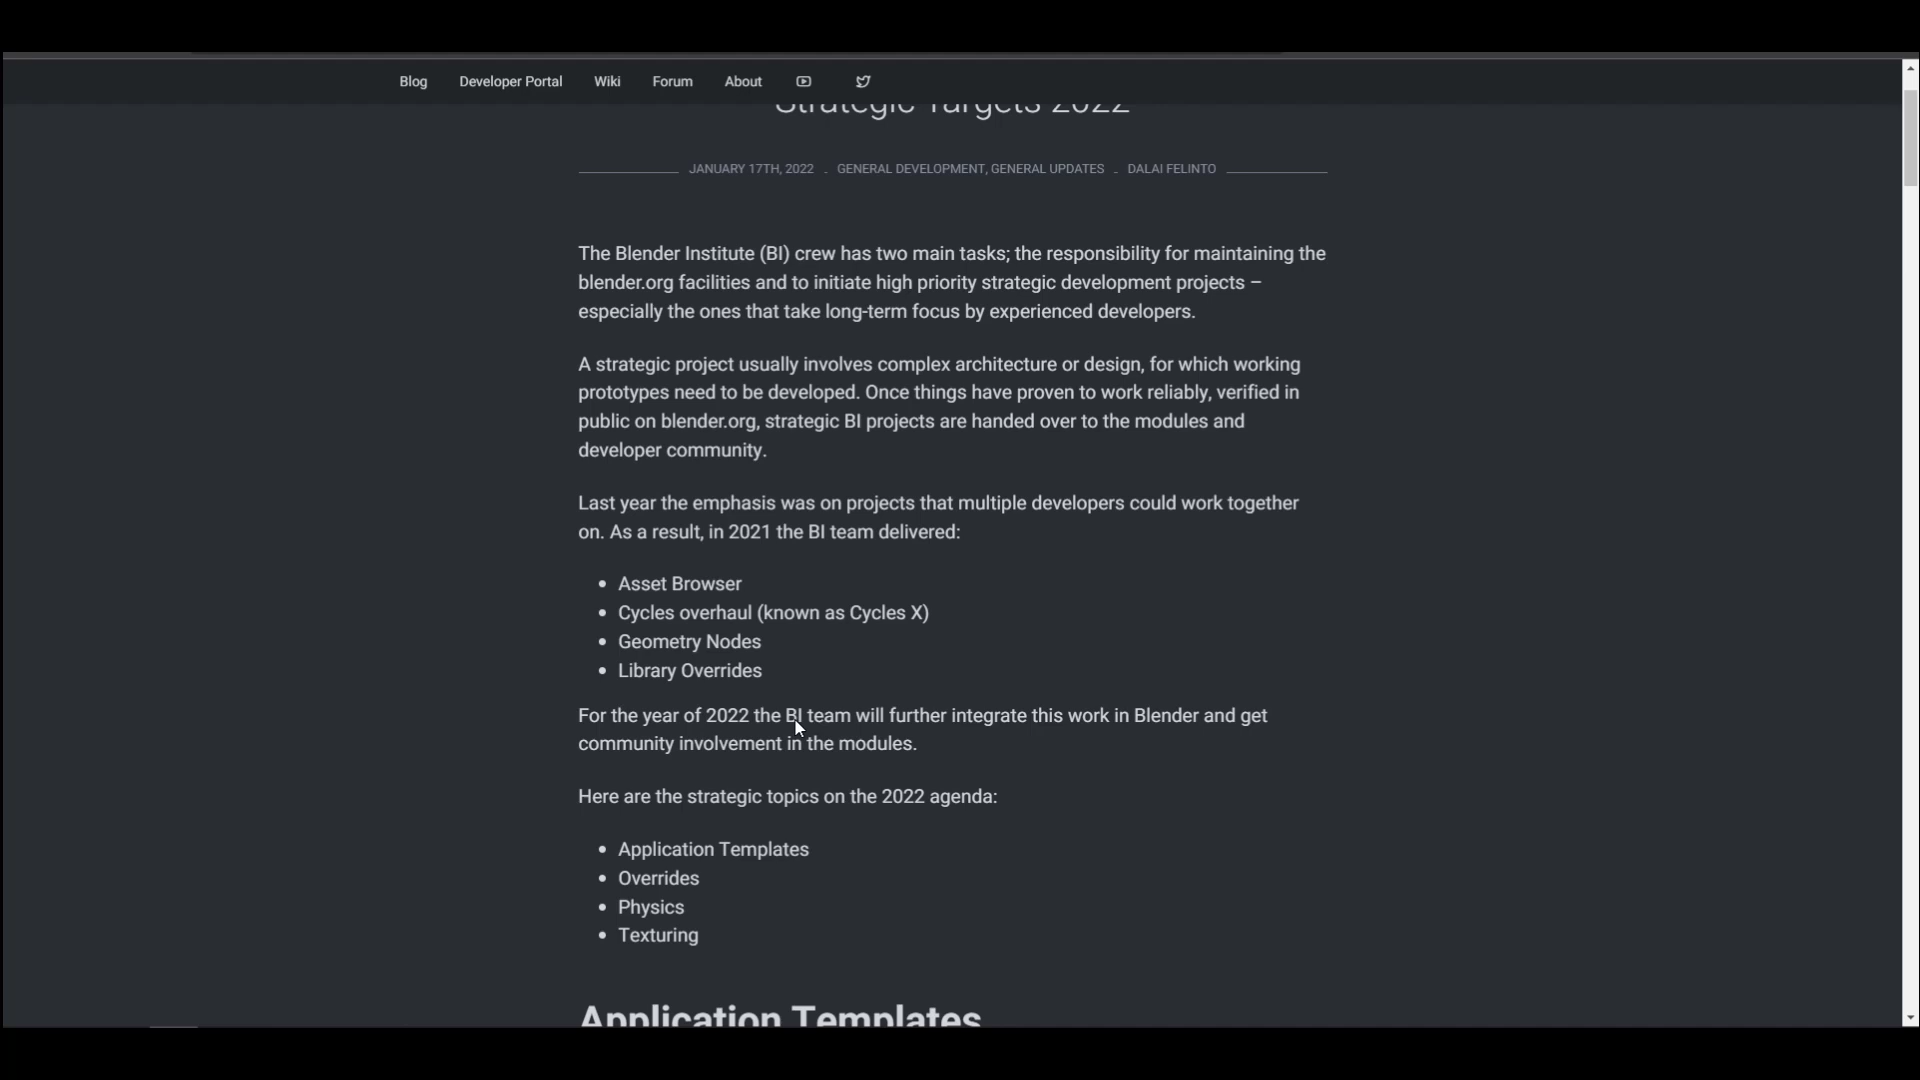 Blog Developer Portal Wiki Forum About
Strategic Targets 2022
JANUARY 17TH, 2022 . GENERAL DEVELOPMENT, GENERAL UPDATES . DALAI FELINTO
The Blender Institute (BI) crew has two main tasks; the responsibility for maintaining the
blender.org facilities and to initiate high priority strategic development projects –
especially the ones that take long-term focus by experienced developers.
A strategic project usually involves complex architecture or design, for which working
prototypes need to be developed. Once things have proven to work reliably, verified in
public on blender.org, strategic BI projects are handed over to the modules and
developer community.
Last year the emphasis was on projects that multiple developers could work together
on. As a result, in 2021 the BI team delivered:
• Asset Browser
• Cycles overhaul (known as Cycles X)
• Geometry Nodes
• Library Overrides
For the year of 2022 the BI team will further integrate this work in Blender and get
community involvement in the modules.
Here are the strategic topics on the 2022 agenda:
• Application Templates
• Overrides
• Physics
• Texturing
Application Templates